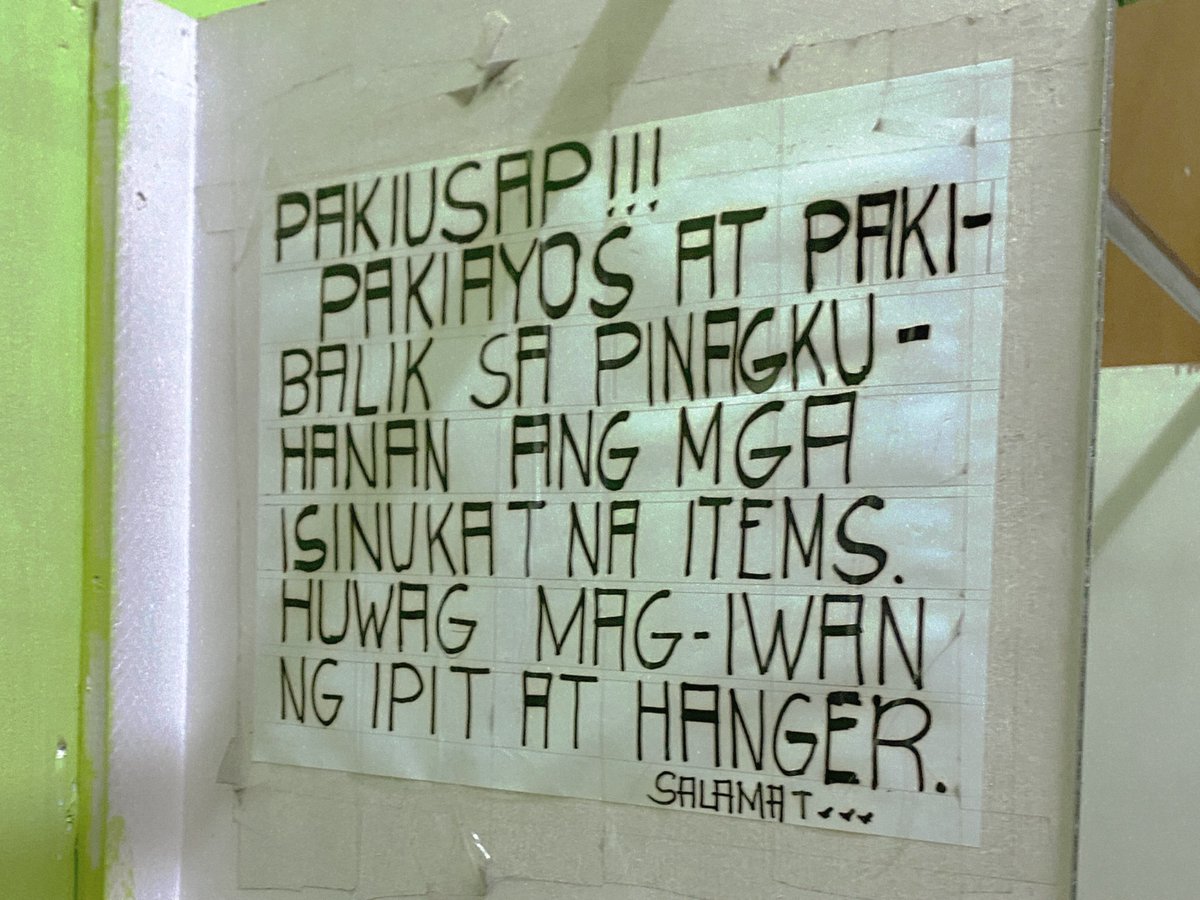 PAKIUSAP!!!
PAKIAYOS AT PAKI-
BALIK SA PINAGKU-
HANAN ANG MGA
ISINUKAT NA ITEMS.
HUWAG MAG-IWAN
NG IPIT AT HANGER.
SALAMAT...